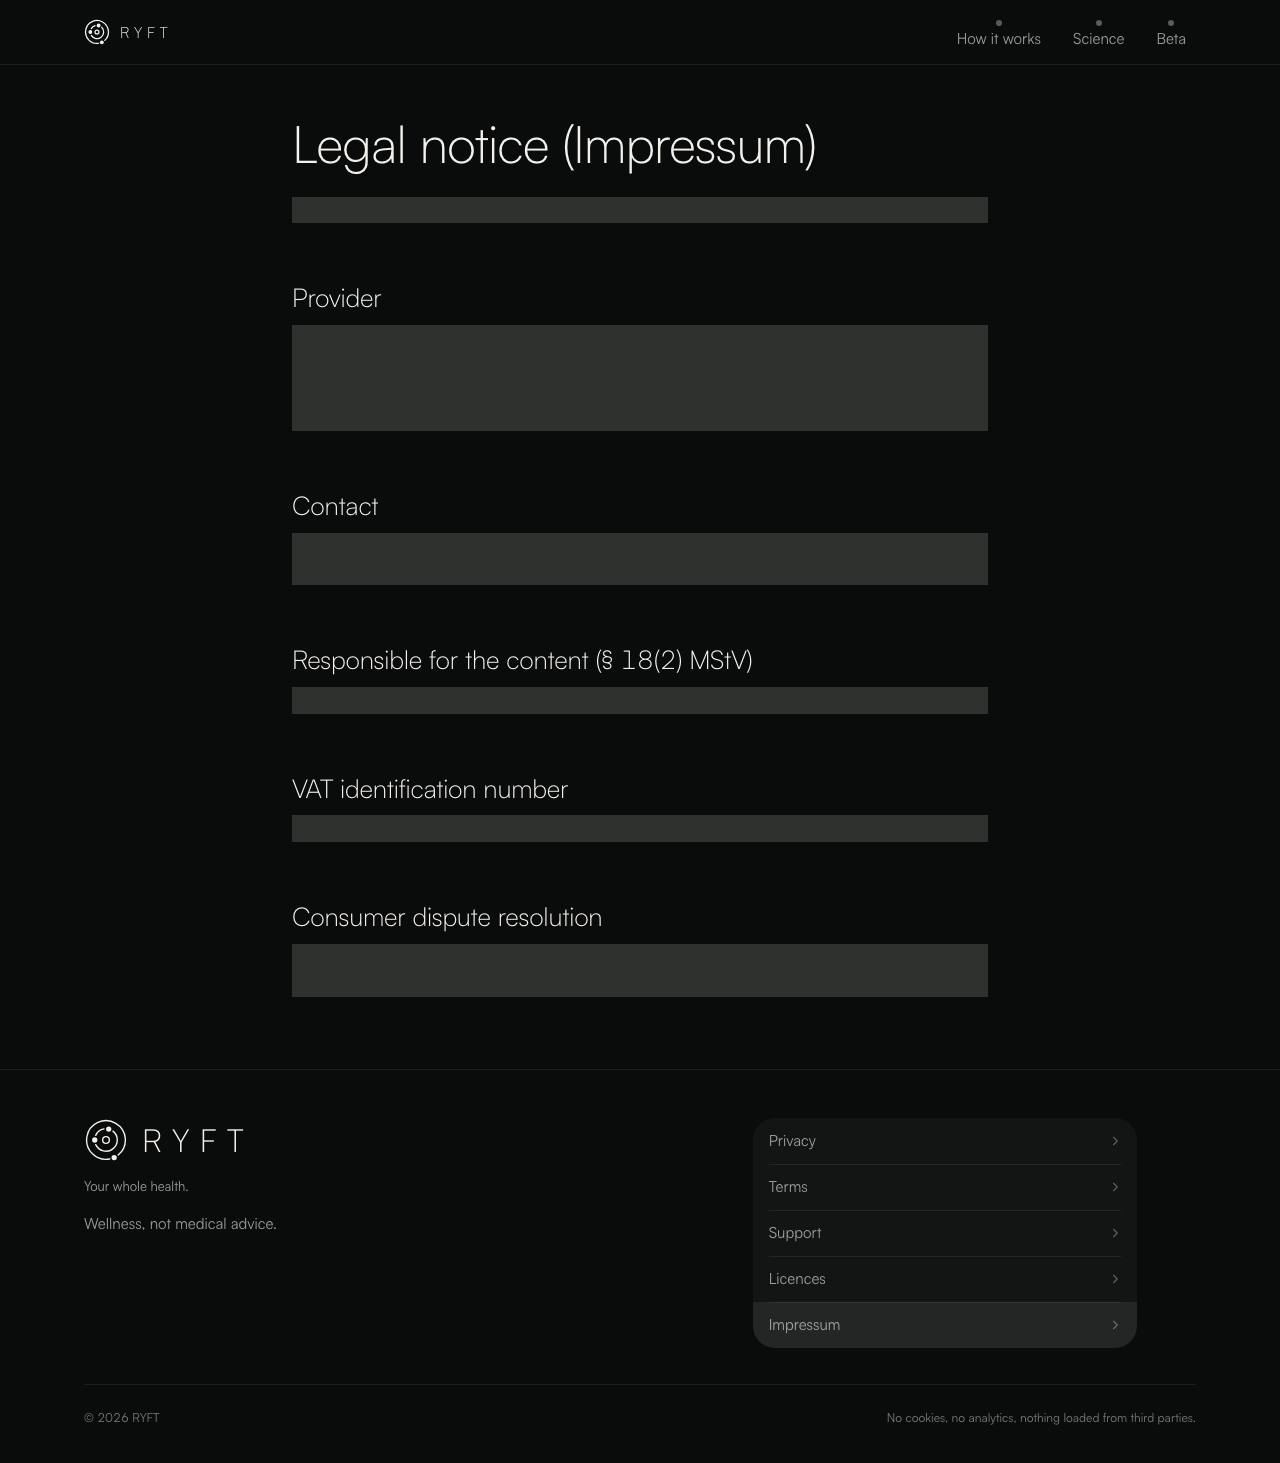 RYFT
How it works
Science
Beta
Legal notice (Impressum)
Provider
Contact
Responsible for the content (§ 18(2) MStV)
VAT identification number
Consumer dispute resolution
RYFT
Your whole health.
Wellness, not medical advice.
Privacy
Terms
Support
Licences
Impressum
© 2026 RYFT
No cookies, no analytics, nothing loaded from third parties.